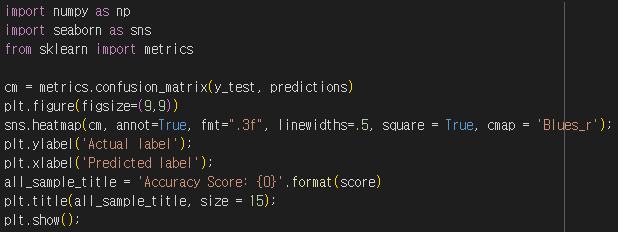 import numpy as np
import seaborn as sns
from sklearn import metrics
cm = metrics.confusion_matrix(y_test, predictions)
plt.figure(figsize=(9,9))
sns.heatmap(cm, annot=True, fmt=".3f", linewidths=.5, square = True, cmap = 'Blues_r');
plt.ylabel('Actual label');
plt.xlabel('Predicted label');
all_sample_title = 'Accuracy Score: {0}'.format(score)
plt.title(all_sample_title, size = 15);
plt.show();